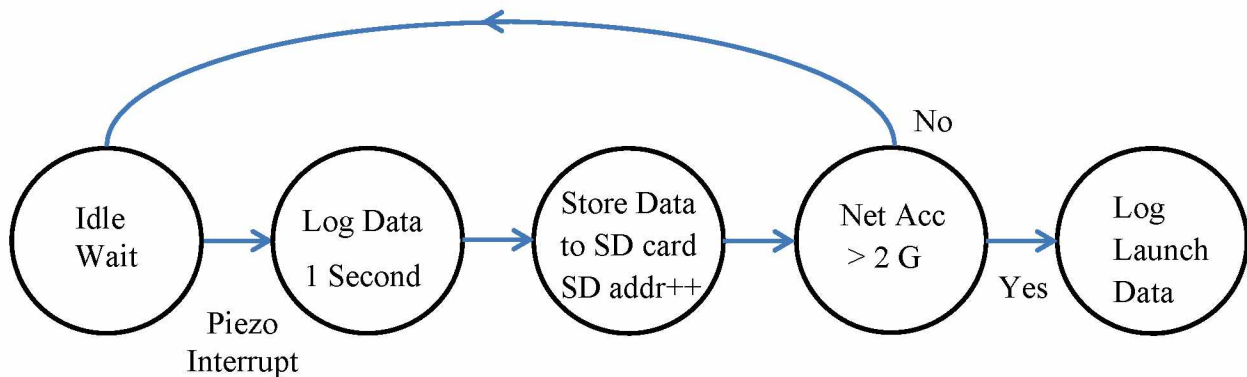 Idle
Wait
Piezo
Interrupt
Log Data
1 Second
Store Data
to SD card
SD addr++
Net Acc
> 2 G
No
Yes
Log
Launch
Data